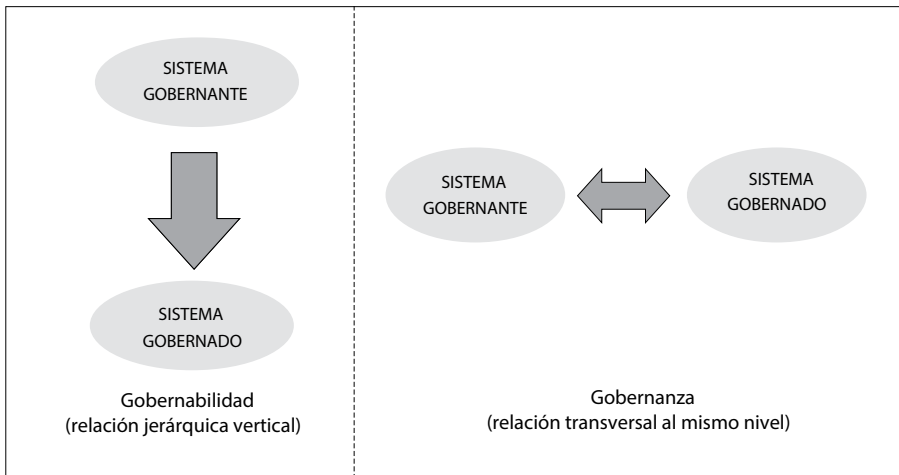 SISTEMA
GOBERNANTE
SISTEMA
GOBERNADO
Gobernabilidad
(relación jerárquica vertical)
SISTEMA
GOBERNANTE
SISTEMA
GOBERNADO
Gobernanza
(relación transversal al mismo nivel)